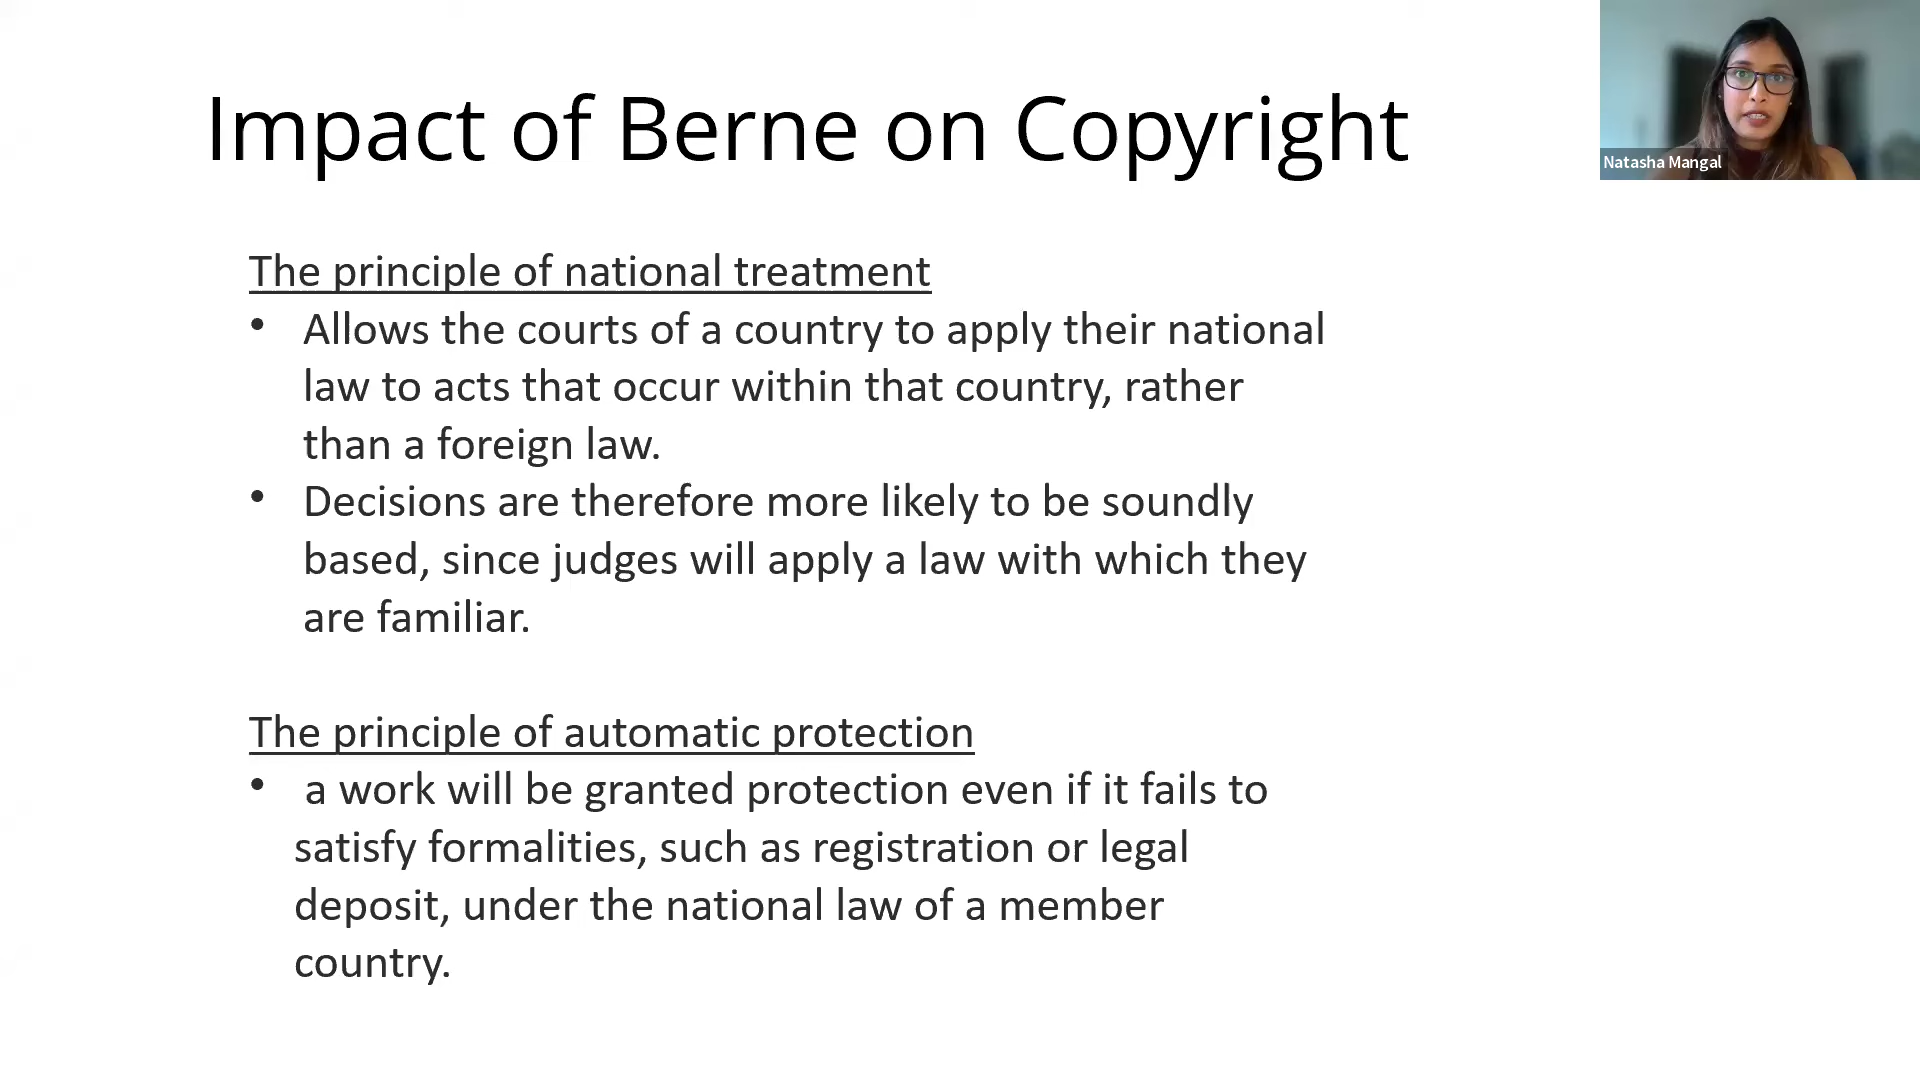 Impact of Berne on Copyright
Natasha Mangal
The principle of national treatment
• Allows the courts of a country to apply their national
law to acts that occur within that country, rather
than a foreign law.
• Decisions are therefore more likely to be soundly
based, since judges will apply a law with which they
are familiar.
The principle of automatic protection
• a work will be granted protection even if it fails to
satisfy formalities, such as registration or legal
deposit, under the national law of a member
country.